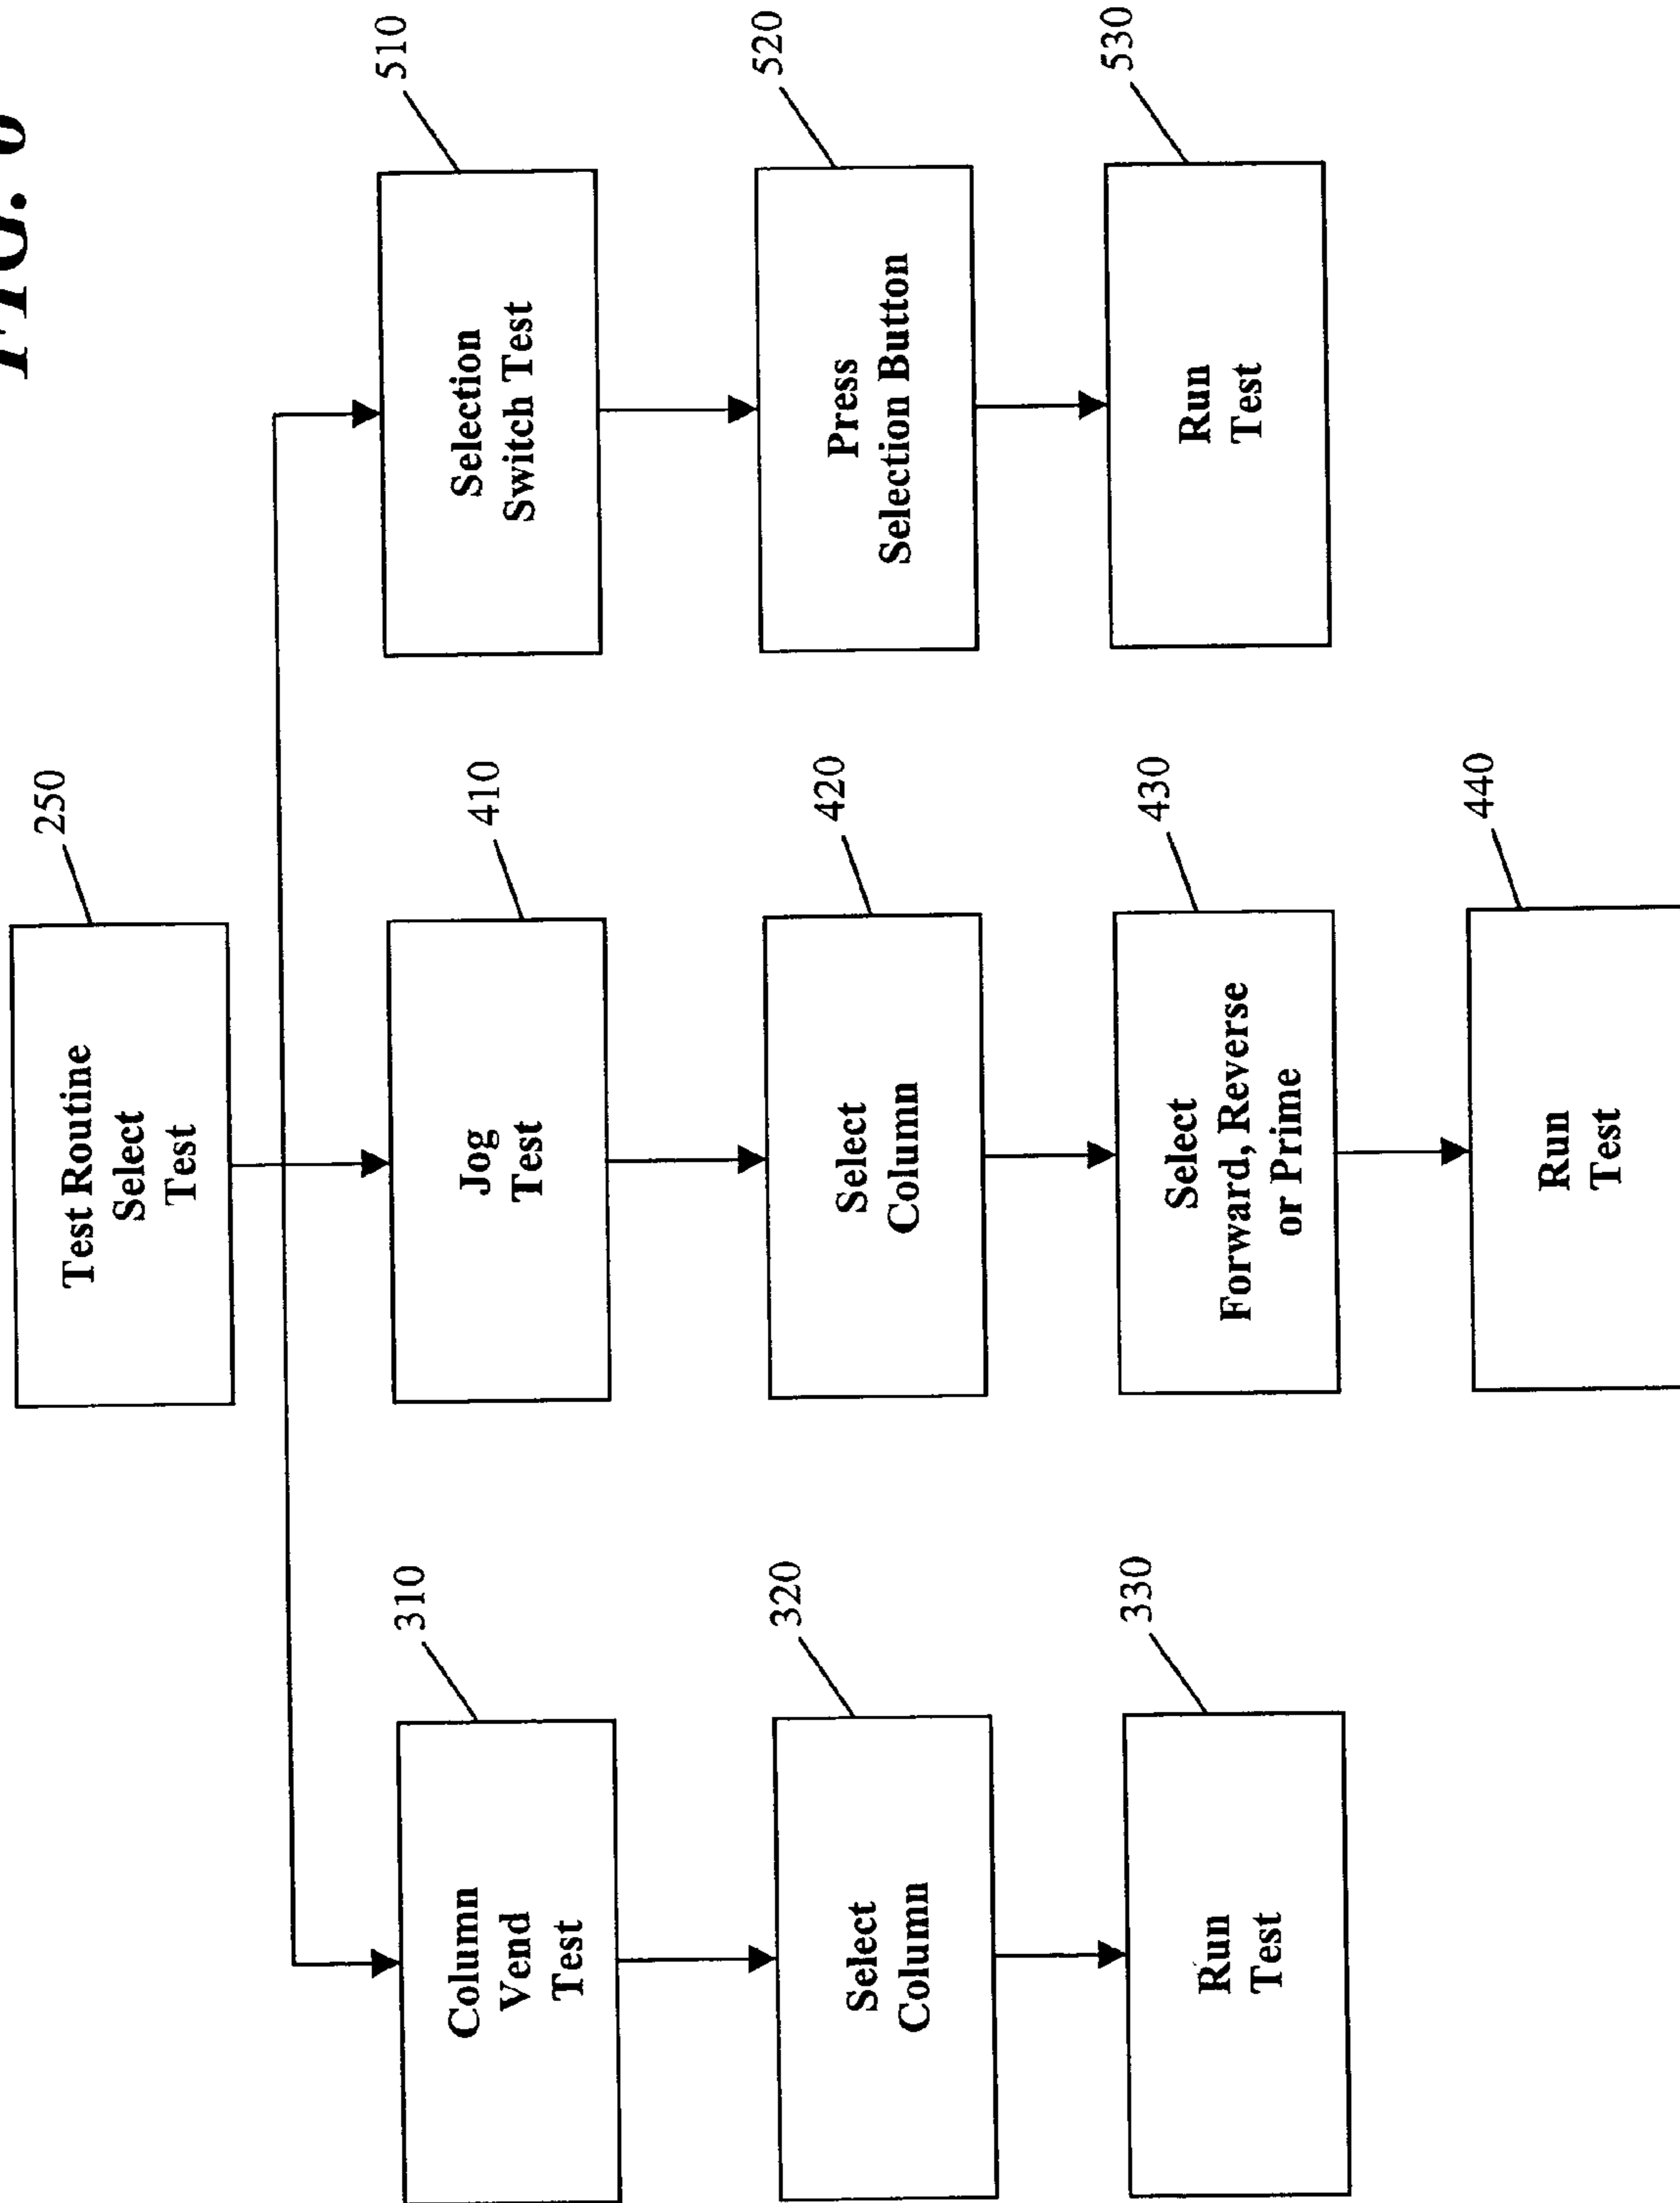 FIG.
250
Test Routine
Select
Test
310
Column
Vend
Test
410
Jog
Test
510
Selection
Switch Test
320
Select
Column
420
Select
Column
520
Press
Selection Button
330
Run
Test
430
Select
Forward, Reverse
or Prime
530
Run
Test
440
Run
Test